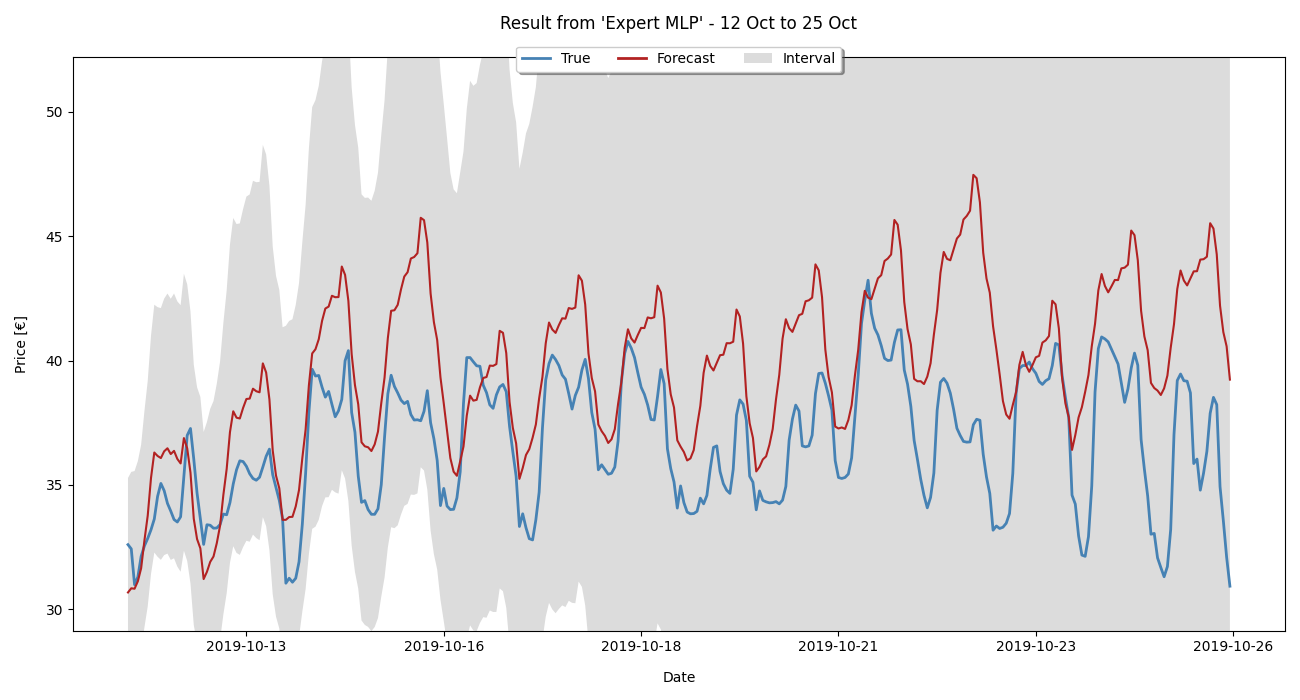 Result from 'Expert MLP' - 12 Oct to 25 Oct
True Forecast Interval
50
45
40
35
30
Price [€]
2019-10-13 2019-10-16 2019-10-18 2019-10-21 2019-10-23 2019-10-26
Date